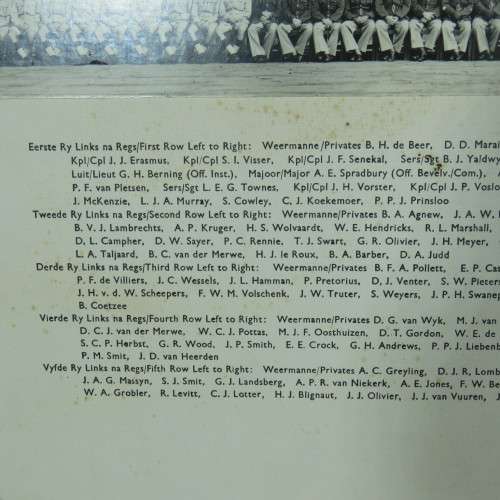 Eerste Ry Links na Regs/First Row Left to Right: Weermanne/Privates B. H. de Beer, D. D. Marai
Kpl/Cpl J. J. Erasmus, Kpl/Cpl S. I. Visser, Kpl/Cpl J. F. Senekal, Sers/Sgt B. J. Yaldwy
Luit/Lieut G. H. Berning (Off. Inst.), Majoor/Major A. E. Spradbury (Off. Bevelv./Com.), A
P. F. van Pletsen, Sers/Sgt L. E. G. Townes, Kpl/Cpl J. H. Vorster, Kpl/Cpl J. P. Voslo
J. McKenzie, L. J. A. Murray, S. Cowley, C. J. Koekemoer, P. P. J. Prinsloo
Tweede Ry Links na Regs/Second Row Left to Right: Weermanne/Privates B. A. Agnew, J. A. W.
B. V. J. Lambrechts, A. P. Kruger, H. S. Wolvaardt, W. E. Hendricks, R. L. Marshall,
D. L. Campher, D. W. Sayer, P. C. Rennie, T. J. Swart, G. R. Olivier, J. H. Meyer,
L. A. Taljaard, B. C. van der Merwe, H. J. le Roux, B. A. Barber, D. A. Judd
Derde Ry Links na Regs/Third Row Left to Right: Weermanne/Privates B. F. A. Pollett, E. P. Cas
P. F. de Villiers, J. C. Wessels, J. L. Hamman, P. Pretorius, D. J. Venter, S. W. Pieters
J. H. v. d. W. Scheepers, F. W. M. Volschenk, J. W. Truter, S. Weyers, J. P. H. Swane
B. Coetzee
Vierde Ry Links na Regs/Fourth Row Left to Right: Weermanne/Privates D. G. van Wyk, M. J. van
D. C. J. van der Merwe, W. C. J. Pottas, M. J. F. Oosthuizen, D. T. Gordon, W. E. de
S. C. P. Herbst, G. R. Wood, J. P. Smith, E. E. Crock, G. H. Andrews, P. P. J. Liebenb
P. M. Smit, J. D. van Heerden
Vyfde Ry Links na Regs/Fifth Row Left to Right: Weermanne/Privates A. C. Greyling, D. J. R. Lomb
J. A. G. Massyn, S. J. Smit, G. J. Landsberg, A. P. R. van Niekerk, A. E. Jones, F. W. Be
W. A. Grobler, R. Levitt, C. J. Lotter, H. J. Blignaut, J. J. Olivier, J. J. van Vuuren, J.